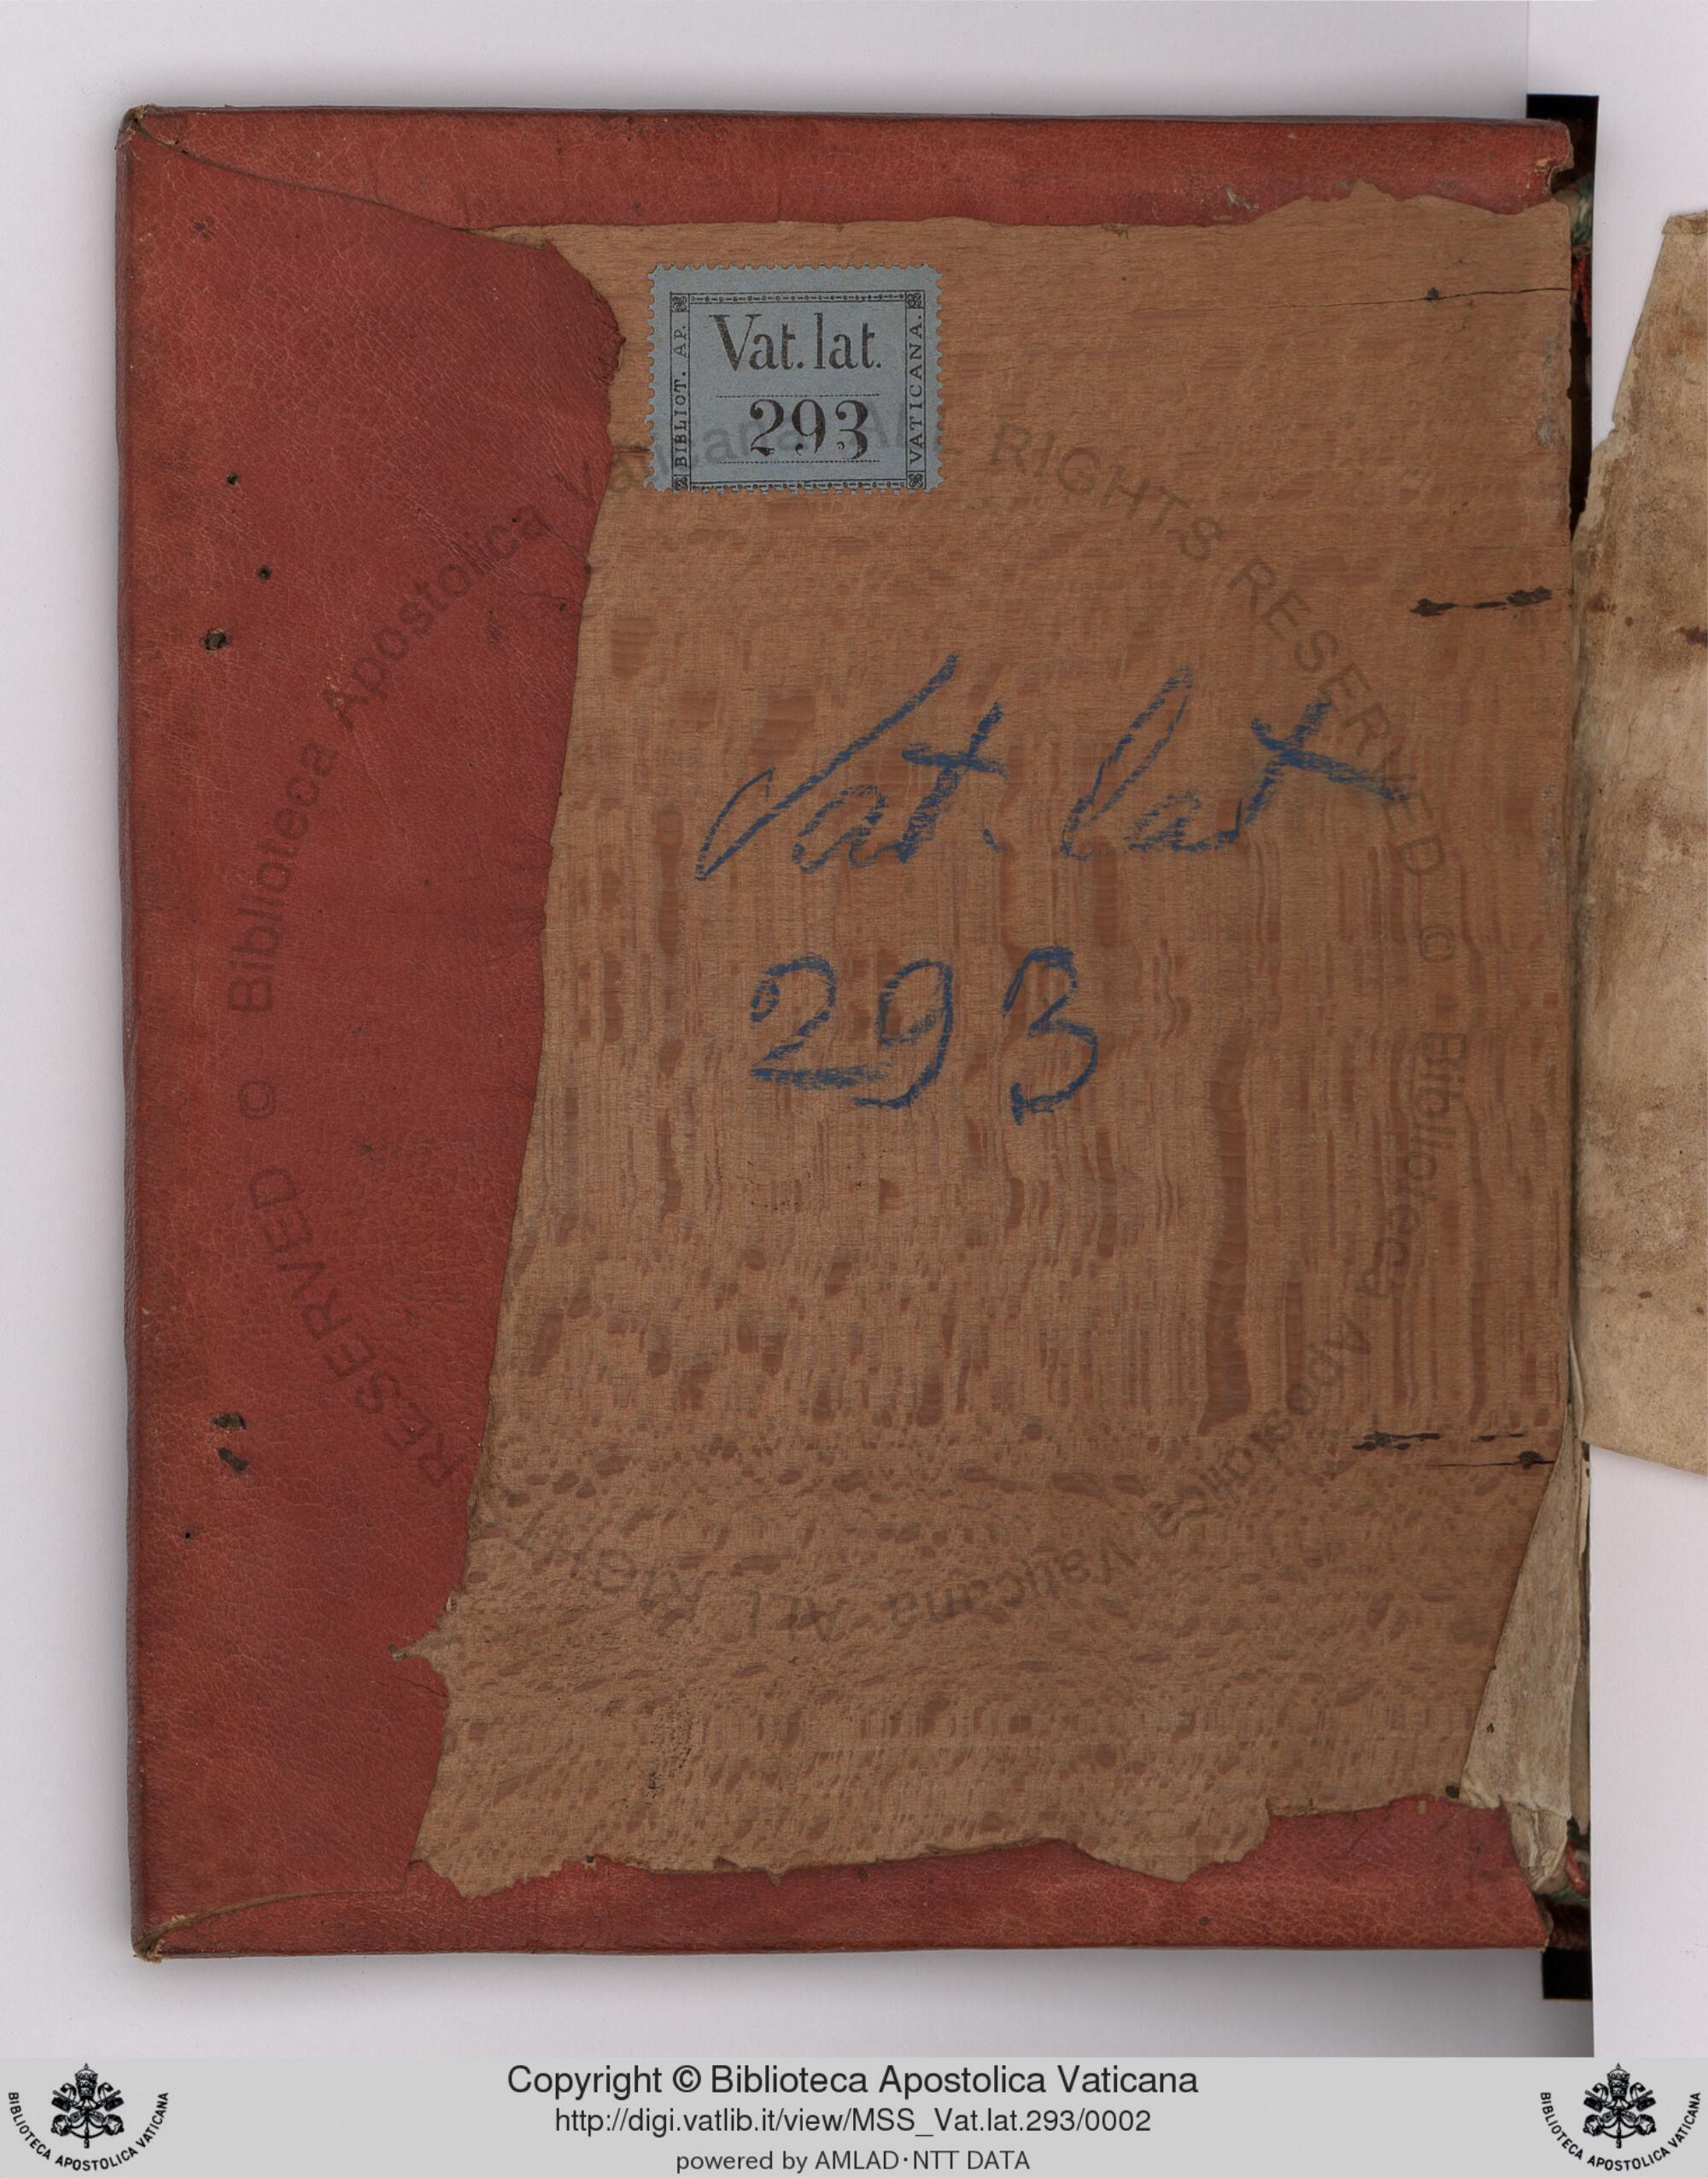 BIBLIOT. AP. VATICANA.
Vat. lat.
293
Vat. lat
293
© Biblioteca Apostolica Vaticana ALL RIGHTS RESERVED © Biblioteca Apostolica Vaticana ALL RIGHTS RESERVED
Copyright © Biblioteca Apostolica Vaticana
http://digi.vatlib.it/view/MSS_Vat.lat.293/0002
powered by AMLAD·NTT DATA
BIBLIOTECA APOSTOLICA VATICANA
BIBLIOTECA APOSTOLICA VATICANA